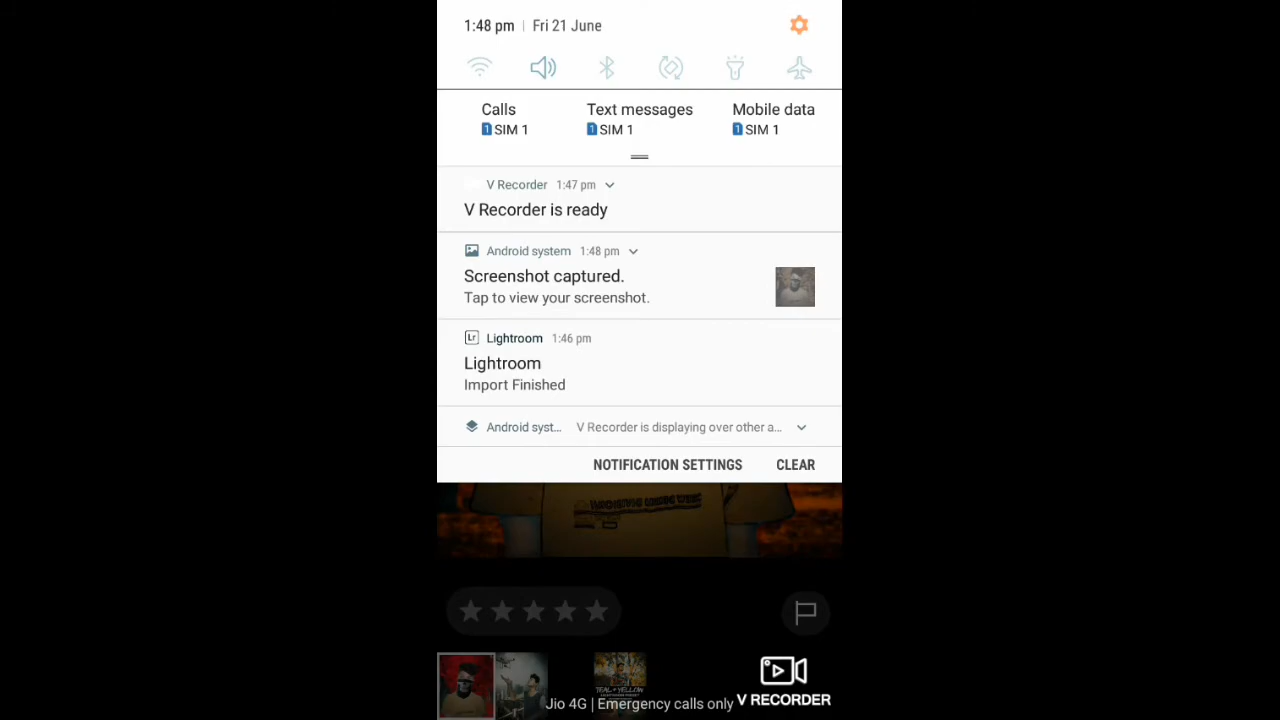 1:48 pm | Fri 21 June
Calls
1 SIM 1
Text messages
1 SIM 1
Mobile data
1 SIM 1
V Recorder 1:47 pm
V Recorder is ready
Android system 1:48 pm
Screenshot captured.
Tap to view your screenshot.
Lr Lightroom 1:46 pm
Lightroom
Import Finished
Android syst... V Recorder is displaying over other a...
NOTIFICATION SETTINGS CLEAR
TEAL + YELLOW
Jio 4G | Emergency calls only
V RECORDER